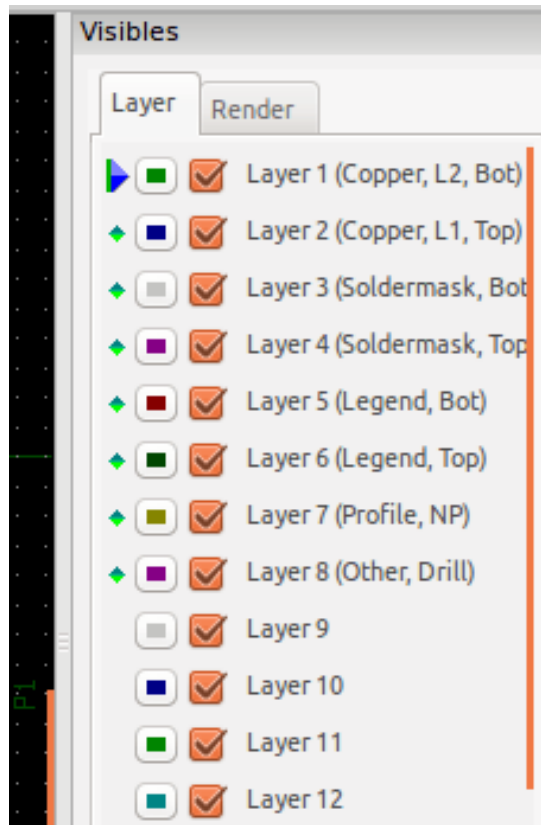 Visibles
Layer Render
Layer 1 (Copper, L2, Bot)
Layer 2 (Copper, L1, Top)
Layer 3 (Soldermask, Bot
Layer 4 (Soldermask, Top
Layer 5 (Legend, Bot)
Layer 6 (Legend, Top)
Layer 7 (Profile, NP)
Layer 8 (Other, Drill)
Layer 9
P1
Layer 10
Layer 11
Layer 12